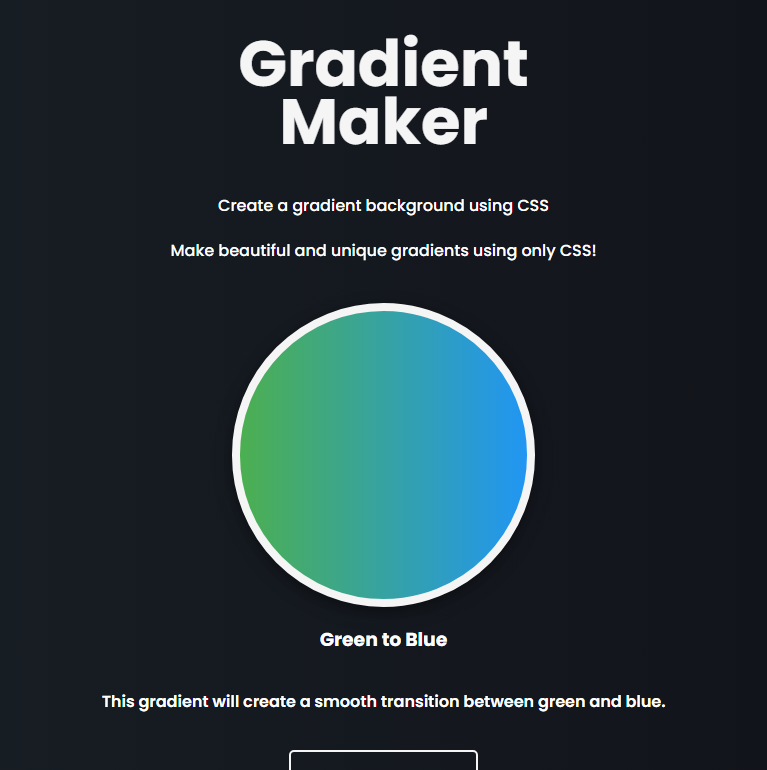 Gradient
Maker
Create a gradient background using CSS
Make beautiful and unique gradients using only CSS!
Green to Blue
This gradient will create a smooth transition between green and blue.